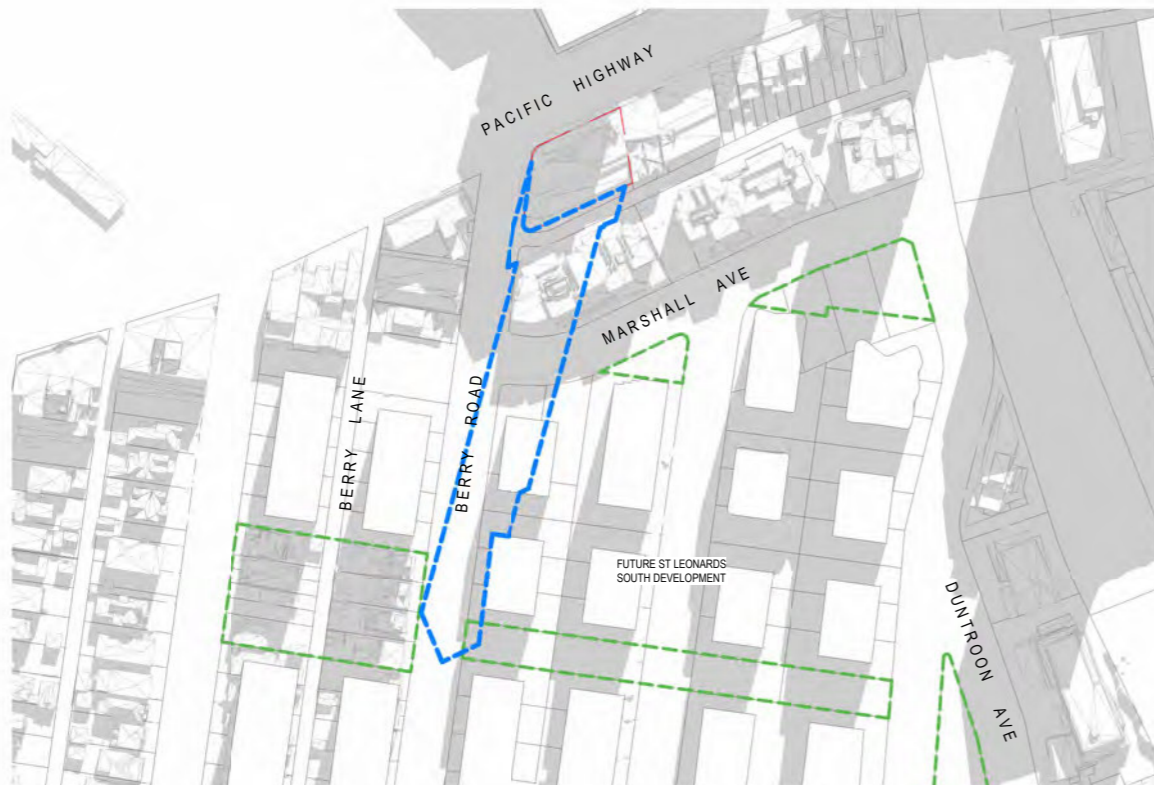 PACIFIC HIGHWAY
MARSHALL AVE
BERRY LANE
BERRY ROAD
FUTURE ST LEONARDS
SOUTH DEVELOPMENT
DUNTROON AVE